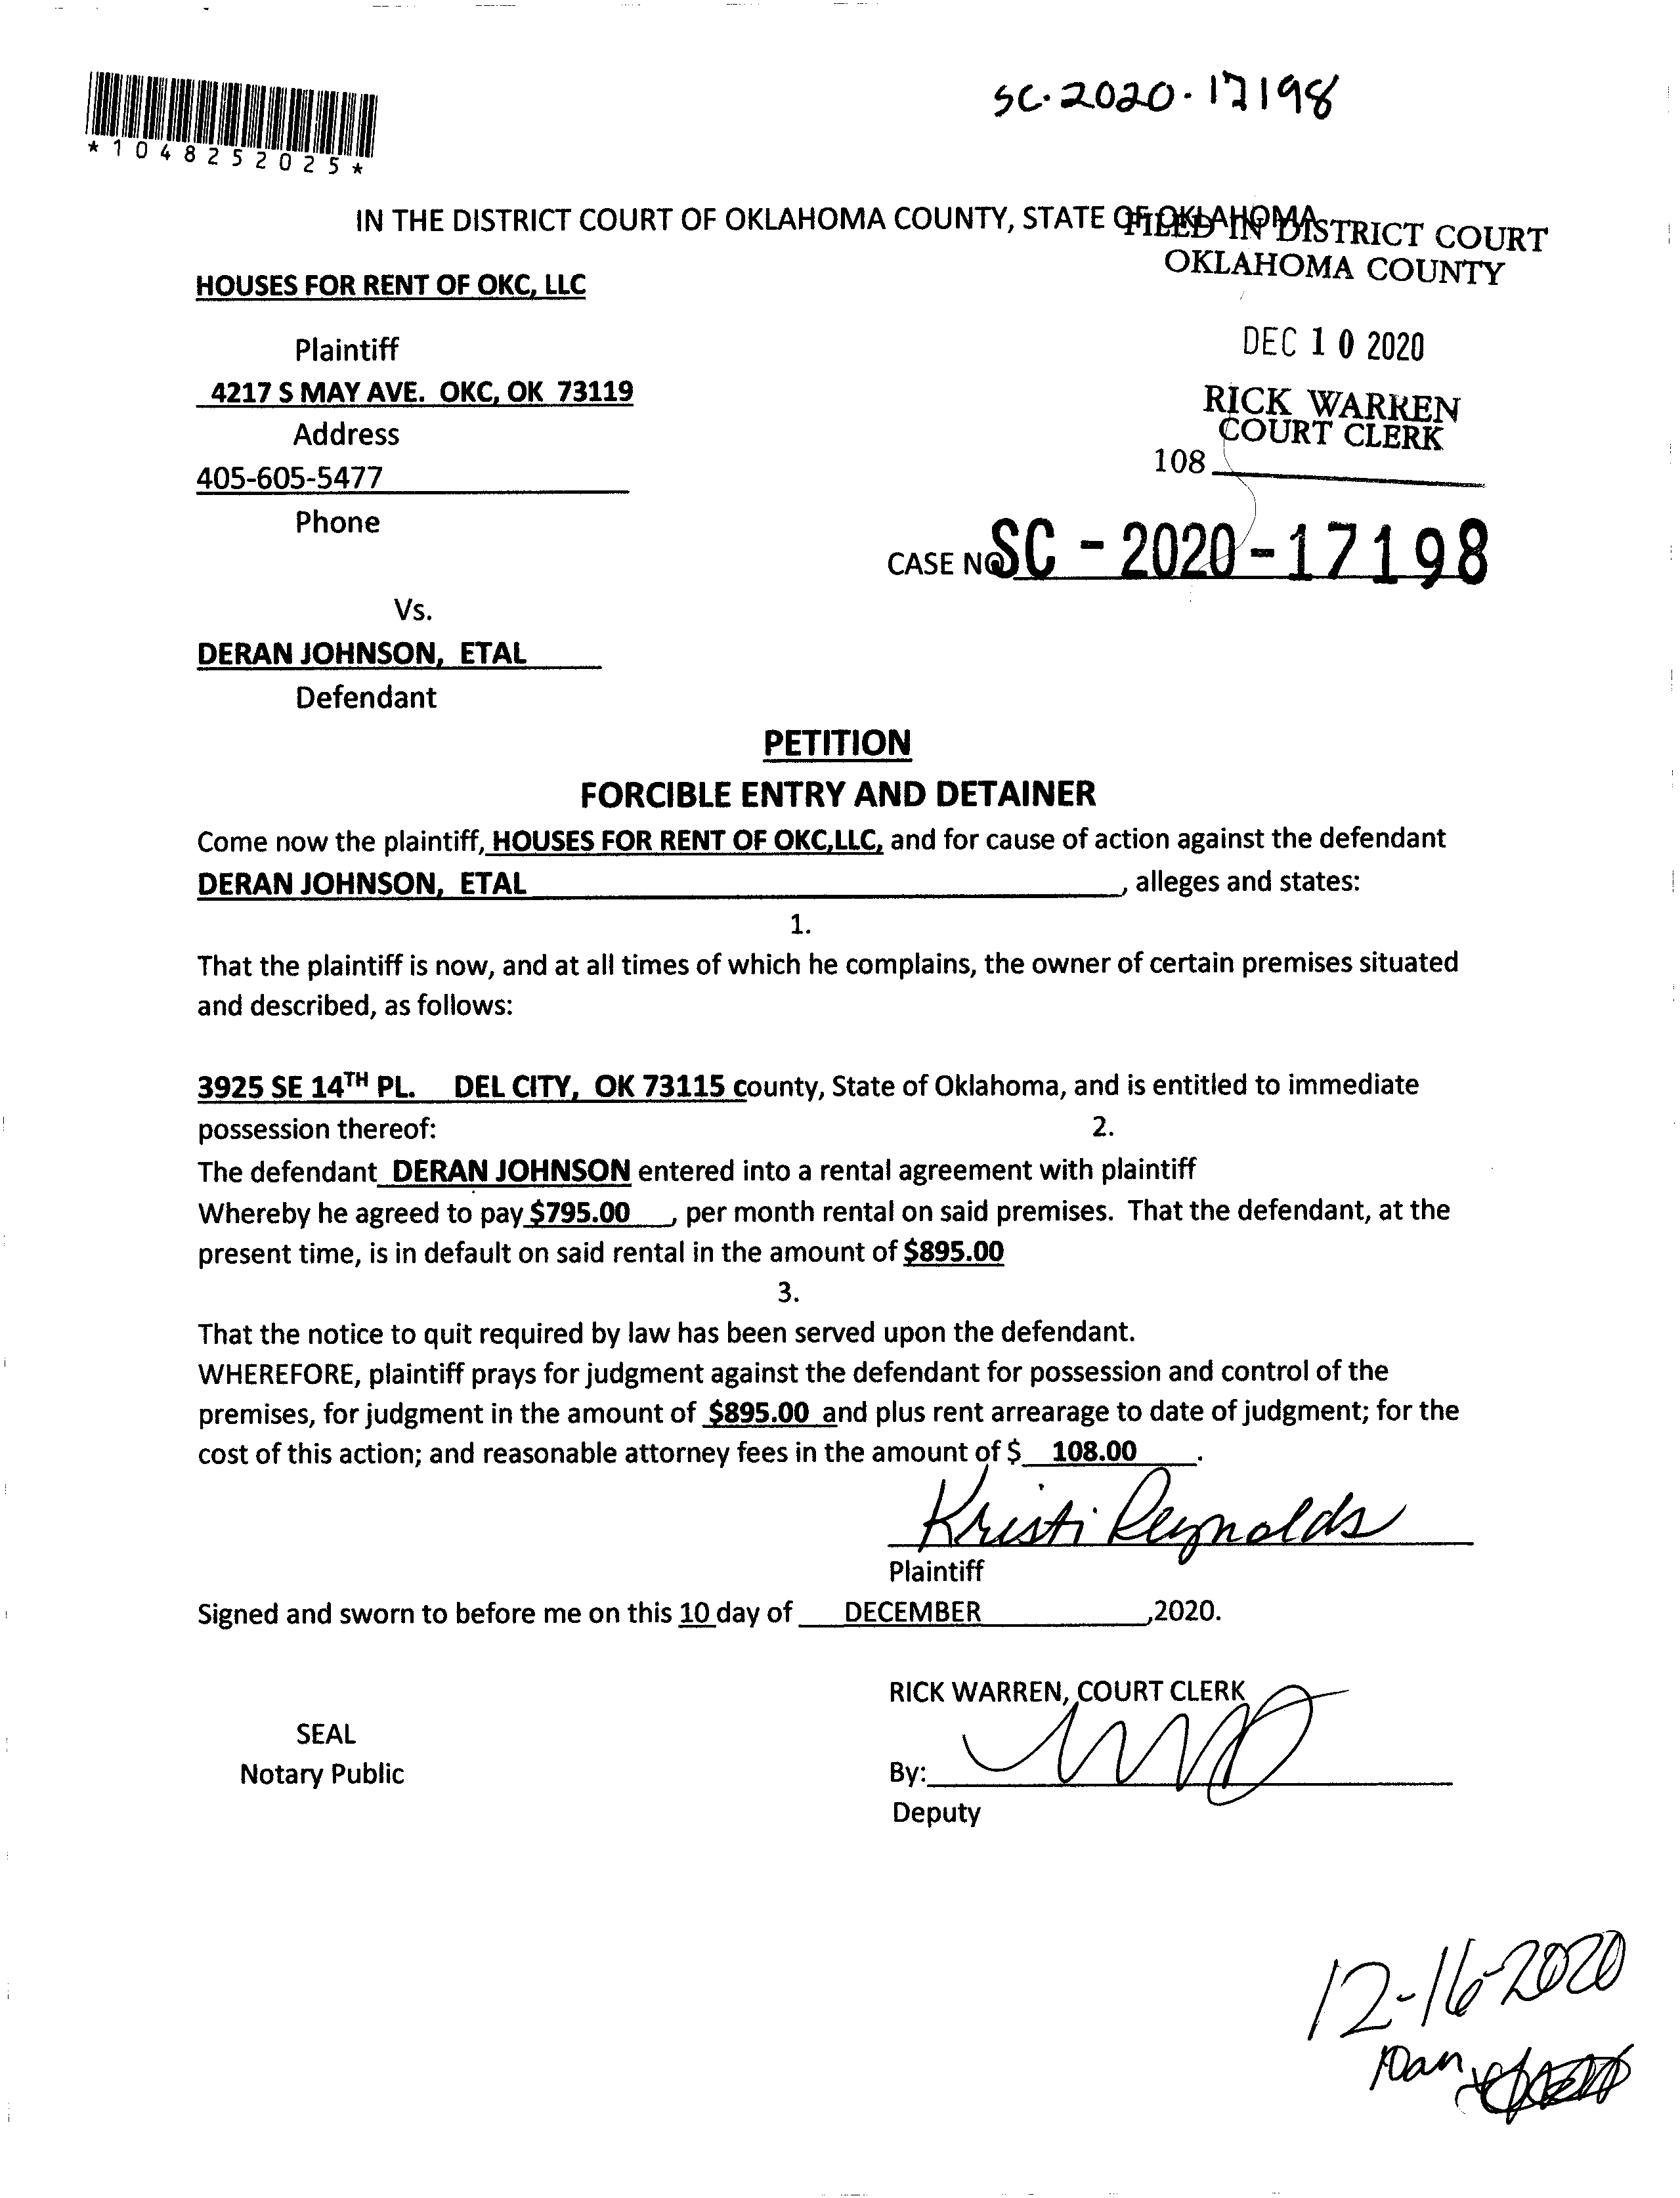 SC-2020-17198
*1048252025*
IN THE DISTRICT COURT OF OKLAHOMA COUNTY, STATE OF OKLAHOMA
FILED IN DISTRICT COURT
OKLAHOMA COUNTY
HOUSES FOR RENT OF OKC, LLC
Plaintiff
DEC 10 2020
4217 S MAY AVE. OKC, OK 73119
RICK WARREN
COURT CLERK
Address
108
405-605-5477
Phone
CASE NO. SC - 2020 - 17198
Vs.
DERAN JOHNSON, ETAL
Defendant
PETITION
FORCIBLE ENTRY AND DETAINER
Come now the plaintiff, HOUSES FOR RENT OF OKC,LLC, and for cause of action against the defendant
DERAN JOHNSON, ETAL, alleges and states:
1.
That the plaintiff is now, and at all times of which he complains, the owner of certain premises situated
and described, as follows:
3925 SE 14TH PL. DEL CITY, OK 73115 county, State of Oklahoma, and is entitled to immediate
possession thereof:
2.
The defendant DERAN JOHNSON entered into a rental agreement with plaintiff
Whereby he agreed to pay $795.00 , per month rental on said premises. That the defendant, at the
present time, is in default on said rental in the amount of $895.00
3.
That the notice to quit required by law has been served upon the defendant.
WHEREFORE, plaintiff prays for judgment against the defendant for possession and control of the
premises, for judgment in the amount of $895.00 and plus rent arrearage to date of judgment; for the
cost of this action; and reasonable attorney fees in the amount of $ 108.00 .
Kristi Reynolds
Plaintiff
Signed and sworn to before me on this 10 day of DECEMBER ,2020.
RICK WARREN, COURT CLERK
SEAL
Notary Public
By:
Deputy
12-16-2020